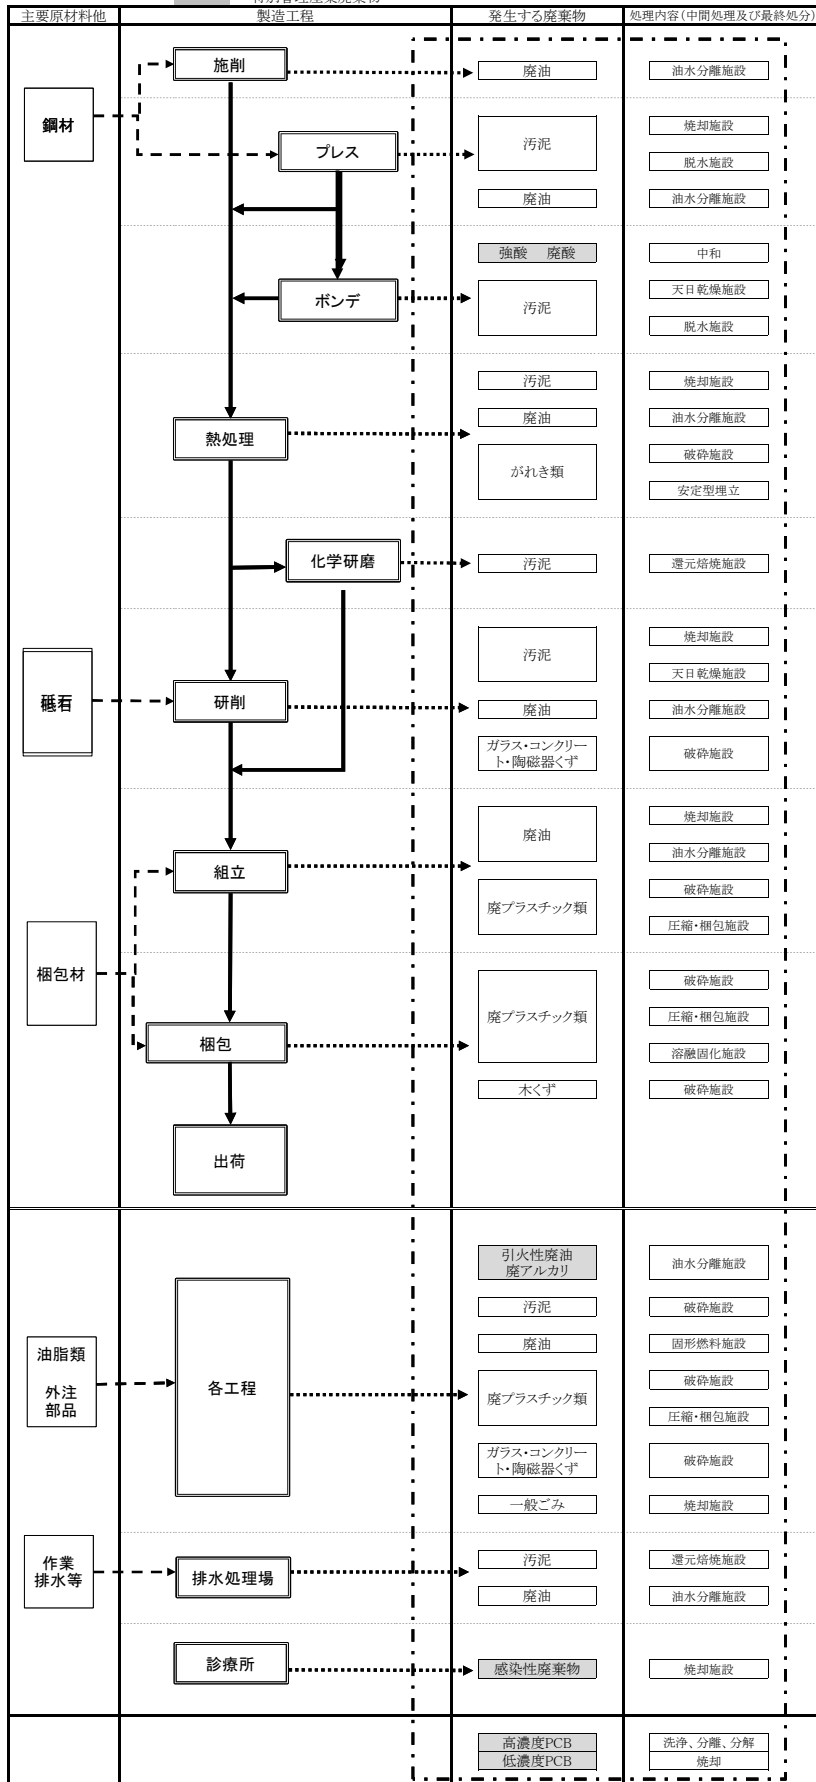 主要原材料他
製造工程
発生する廃棄物
処理内容(中間処理及び最終処分)
施削
廃油
油水分離施設
鋼材
プレス
汚泥
焼却施設
脱水施設
廃油
油水分離施設
強酸 廃酸
中和
ボンデ
汚泥
天日乾燥施設
脱水施設
汚泥
焼却施設
熱処理
廃油
油水分離施設
がれき類
破砕施設
安定型埋立
化学研磨
汚泥
還元焙焼施設
砥石
研削
汚泥
焼却施設
天日乾燥施設
廃油
油水分離施設
ガラス・コンクリー
ト・陶磁器くず
破砕施設
組立
廃油
焼却施設
油水分離施設
廃プラスチック類
破砕施設
圧縮・梱包施設
梱包材
梱包
廃プラスチック類
破砕施設
圧縮・梱包施設
溶融固化施設
木くず
破砕施設
出荷
引火性廃油
廃アルカリ
油水分離施設
汚泥
破砕施設
油脂類
外注
部品
各工程
廃油
固形燃料施設
廃プラスチック類
破砕施設
圧縮・梱包施設
ガラス・コンクリー
ト・陶磁器くず
破砕施設
一般ごみ
焼却施設
作業
排水等
排水処理場
汚泥
還元焙焼施設
廃油
油水分離施設
診療所
感染性廃棄物
焼却施設
高濃度PCB
洗浄、分離、分解
低濃度PCB
焼却